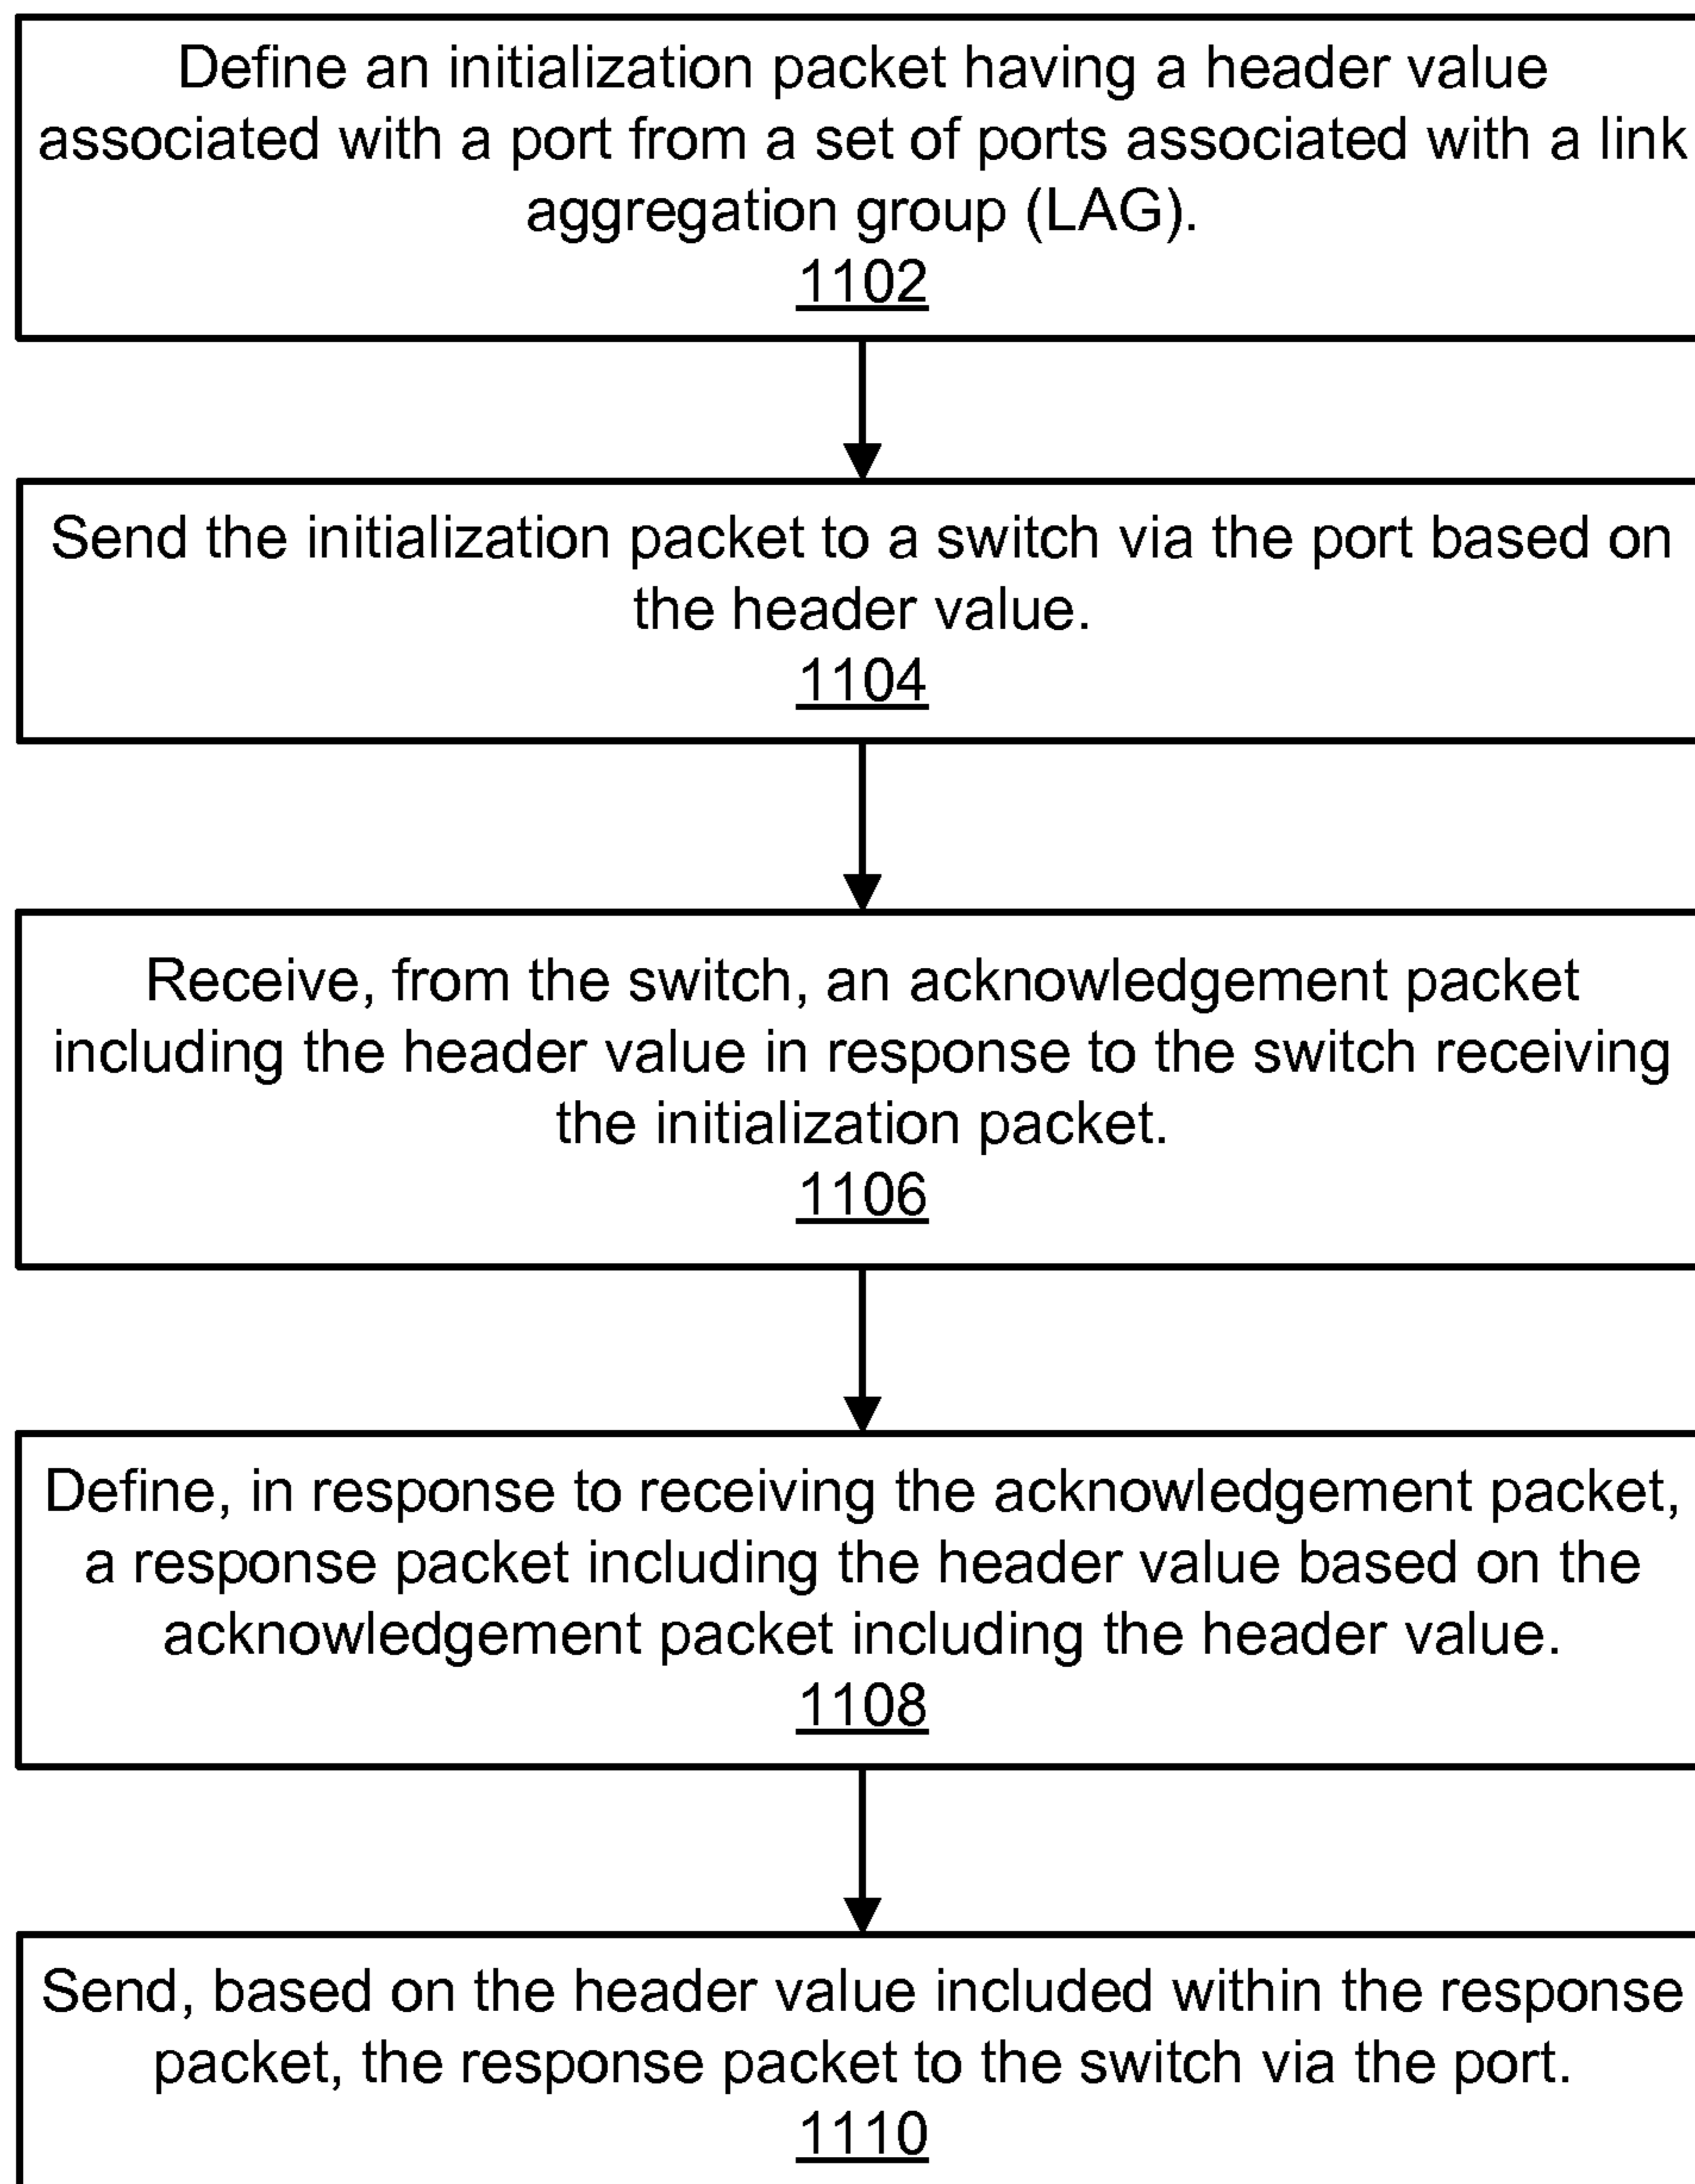 Define an initialization packet having a header value
associated with a port from a set of ports associated with a link
aggregation group (LAG).
1102
Send the initialization packet to a switch via the port based on
the header value.
1104
Receive, from the switch, an acknowledgement packet
including the header value in response to the switch receiving
the initialization packet.
1106
Define, in response to receiving the acknowledgement packet,
a response packet including the header value based on the
acknowledgement packet including the header value.
1108
Send, based on the header value included within the response
packet, the response packet to the switch via the port.
1110